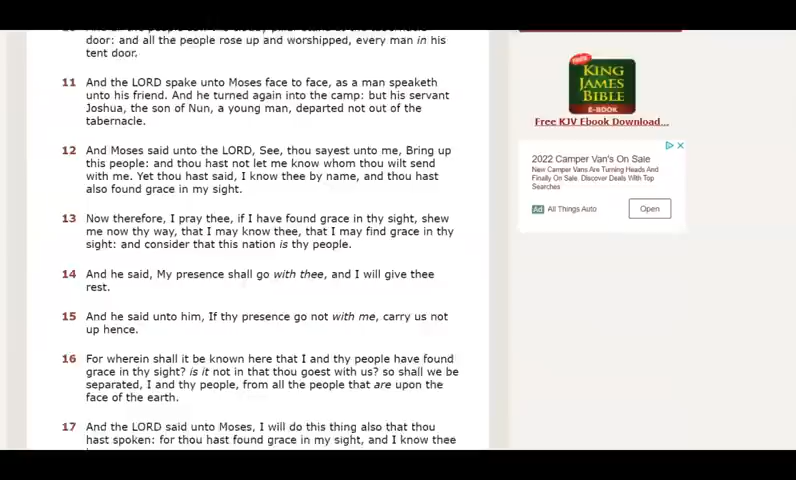 door: and all the people rose up and worshipped, every man in his
tent door.
11 And the LORD spake unto Moses face to face, as a man speaketh
unto his friend. And he turned again into the camp: but his servant
Joshua, the son of Nun, a young man, departed not out of the
tabernacle.
12 And Moses said unto the LORD, See, thou sayest unto me, Bring up
this people: and thou hast not let me know whom thou wilt send
with me. Yet thou hast said, I know thee by name, and thou hast
also found grace in my sight.
13 Now therefore, I pray thee, if I have found grace in thy sight, shew
me now thy way, that I may know thee, that I may find grace in thy
sight: and consider that this nation is thy people.
14 And he said, My presence shall go with thee, and I will give thee
rest.
15 And he said unto him, If thy presence go not with me, carry us not
up hence.
16 For wherein shall it be known here that I and thy people have found
grace in thy sight? is it not in that thou goest with us? so shall we be
separated, I and thy people, from all the people that are upon the
face of the earth.
17 And the LORD said unto Moses, I will do this thing also that thou
hast spoken: for thou hast found grace in my sight, and I know thee
KING
JAMES
BIBLE
E-BOOK
Free KJV Ebook Download...
2022 Camper Van's On Sale
New Camper Vans Are Turning Heads And
Finally On Sale. Discover Deals With Top
Searches
Ad All Things Auto
Open